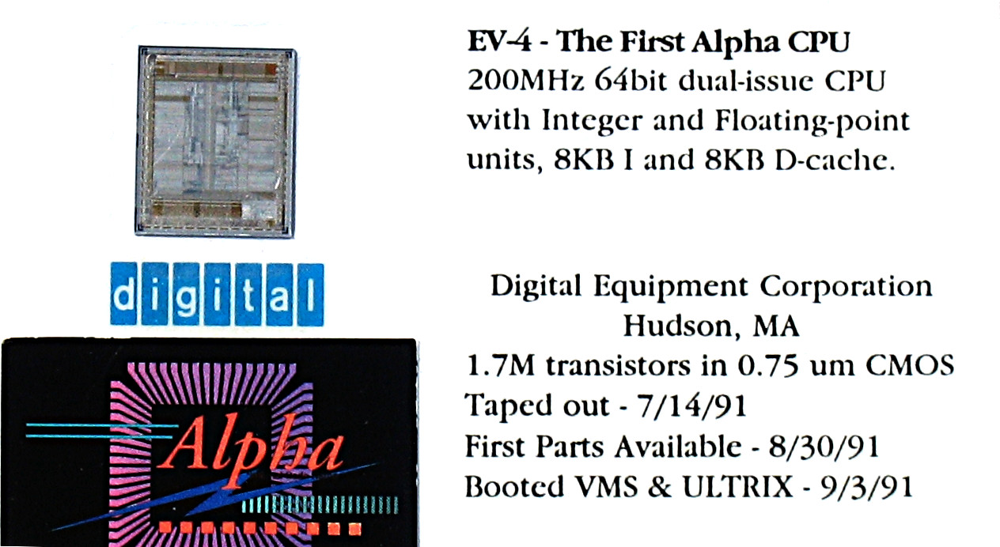 EV-4 - The First Alpha CPU
200MHz 64bit dual-issue CPU
with Integer and Floating-point
units, 8KB I and 8KB D-cache.
digital
Digital Equipment Corporation
Hudson, MA
1.7M transistors in 0.75 um CMOS
Taped out - 7/14/91
First Parts Available - 8/30/91
Booted VMS & ULTRIX - 9/3/91
Alpha